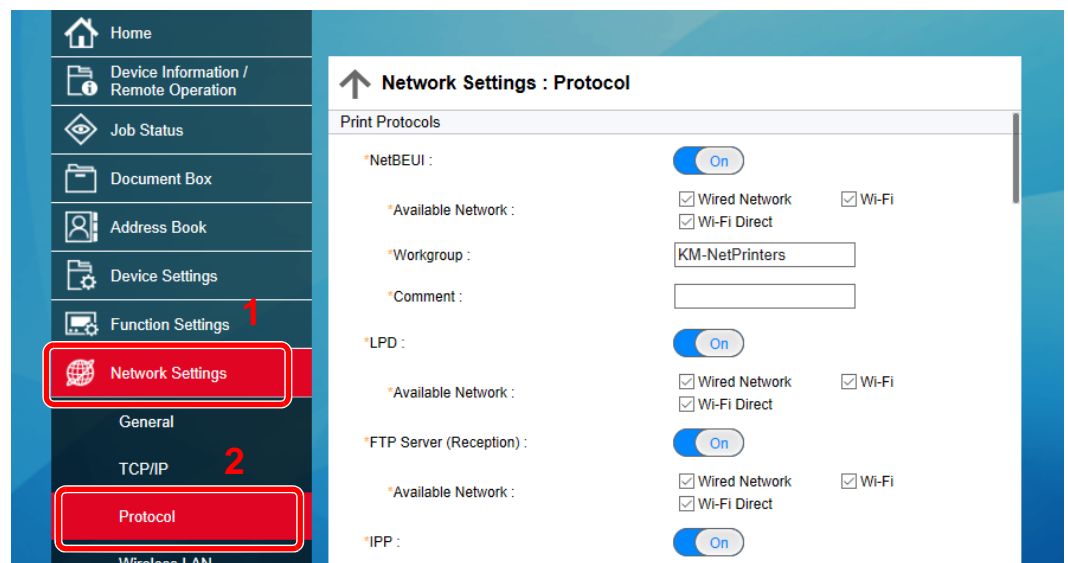 Home
Device Information /
Remote Operation
Job Status
Document Box
Address Book
Device Settings
Function Settings
1
Network Settings
General
TCP/IP
2
Protocol
Wireless LAN
Network Settings : Protocol
Print Protocols
*NetBEUI : On
*Available Network : Wired Network Wi-Fi
Wi-Fi Direct
*Workgroup : KM-NetPrinters
*Comment :
*LPD : On
*Available Network : Wired Network Wi-Fi
Wi-Fi Direct
*FTP Server (Reception) : On
*Available Network : Wired Network Wi-Fi
Wi-Fi Direct
*IPP : On